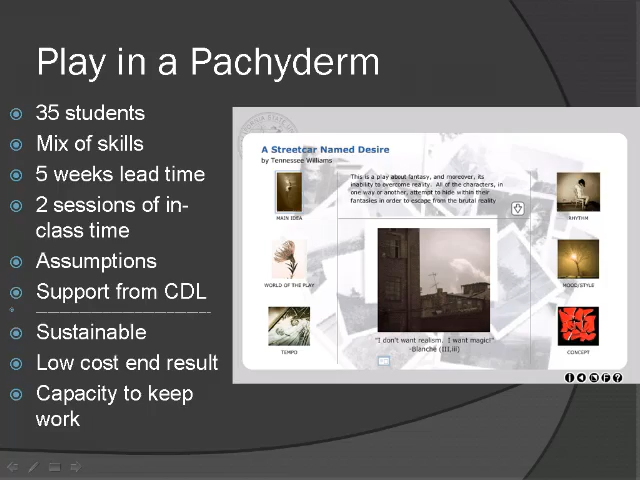 Play in a Pachyderm
35 students
Mix of skills
5 weeks lead time
2 sessions of in-
class time
Assumptions
Support from CDL
Sustainable
Low cost end result
Capacity to keep
work
A Streetcar Named Desire
by Tennessee Williams
This is a play about fantasy, and moreover, its
inability to overcome reality. All of the characters, in
one way or another, attempt to hide within their
fantasies in order to escape from the brutal reality
MAIN IDEA
RHYTHM
WORLD OF THE PLAY
MOOD/STYLE
TEMPO
CONCEPT
"I don't want realism. I want magic!"
-Blanche (III,iii)